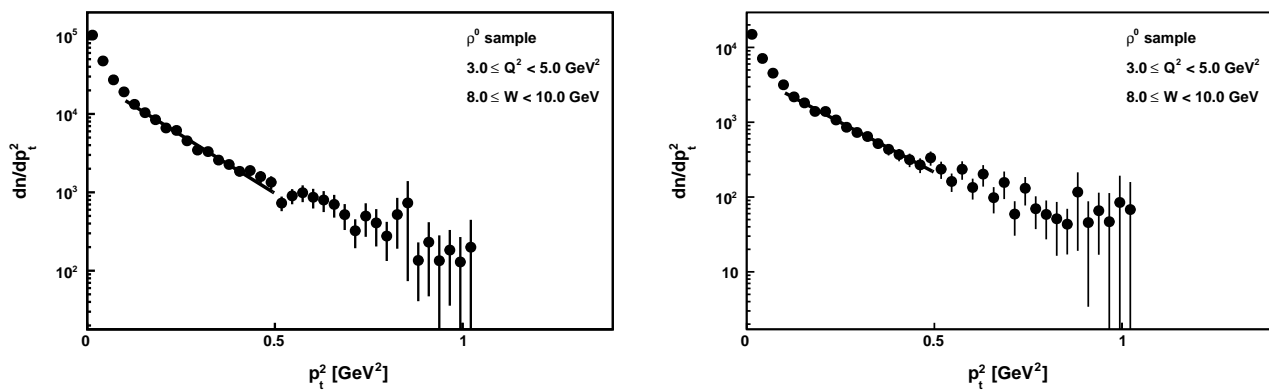 dn/dp_t^2
10^5
10^4
10^3
10^2
ρ^0 sample
3.0 ≤ Q^2 < 5.0 GeV^2
8.0 ≤ W < 10.0 GeV
0
0.5
1
p_t^2 [GeV^2]
dn/dp_t^2
10^4
10^3
10^2
10
ρ^0 sample
3.0 ≤ Q^2 < 5.0 GeV^2
8.0 ≤ W < 10.0 GeV
0
0.5
1
p_t^2 [GeV^2]